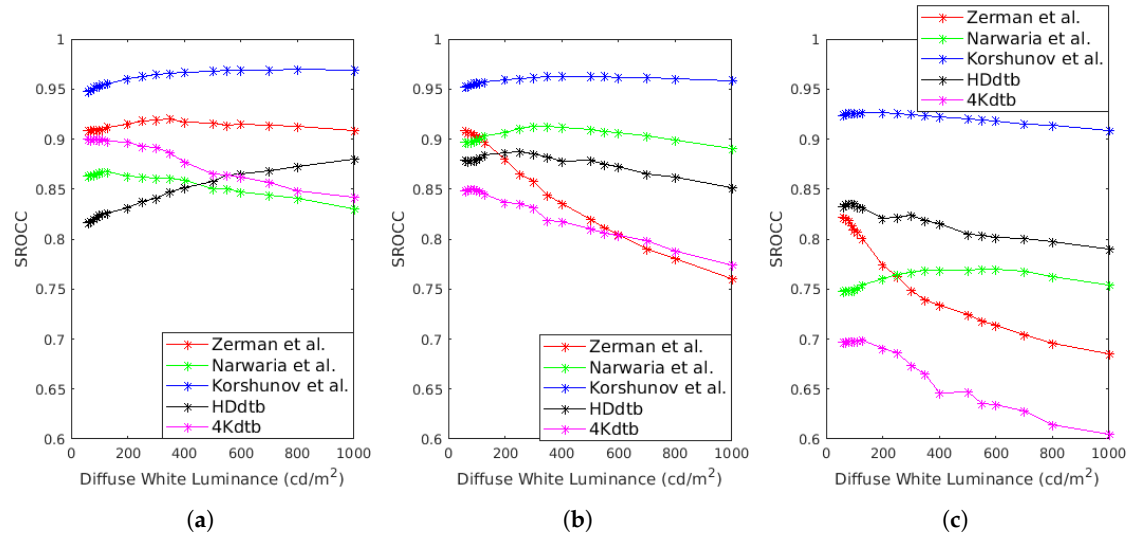 1
0.95
0.9
0.85
0.8
0.75
0.7
0.65
0.6
SROCC
0 200 400 600 800 1000
Diffuse White Luminance (cd/m²)
Zerman et al.
Narwaria et al.
Korshunov et al.
HDdtb
4Kdtb
(a)
1
0.95
0.9
0.85
0.8
0.75
0.7
0.65
0.6
SROCC
0 200 400 600 800 1000
Diffuse White Luminance (cd/m²)
Zerman et al.
Narwaria et al.
Korshunov et al.
HDdtb
4Kdtb
(b)
Zerman et al.
Narwaria et al.
Korshunov et al.
HDdtb
4Kdtb
1
0.95
0.9
0.85
0.8
0.75
0.7
0.65
0.6
SROCC
0 200 400 600 800 1000
Diffuse White Luminance (cd/m²)
(c)